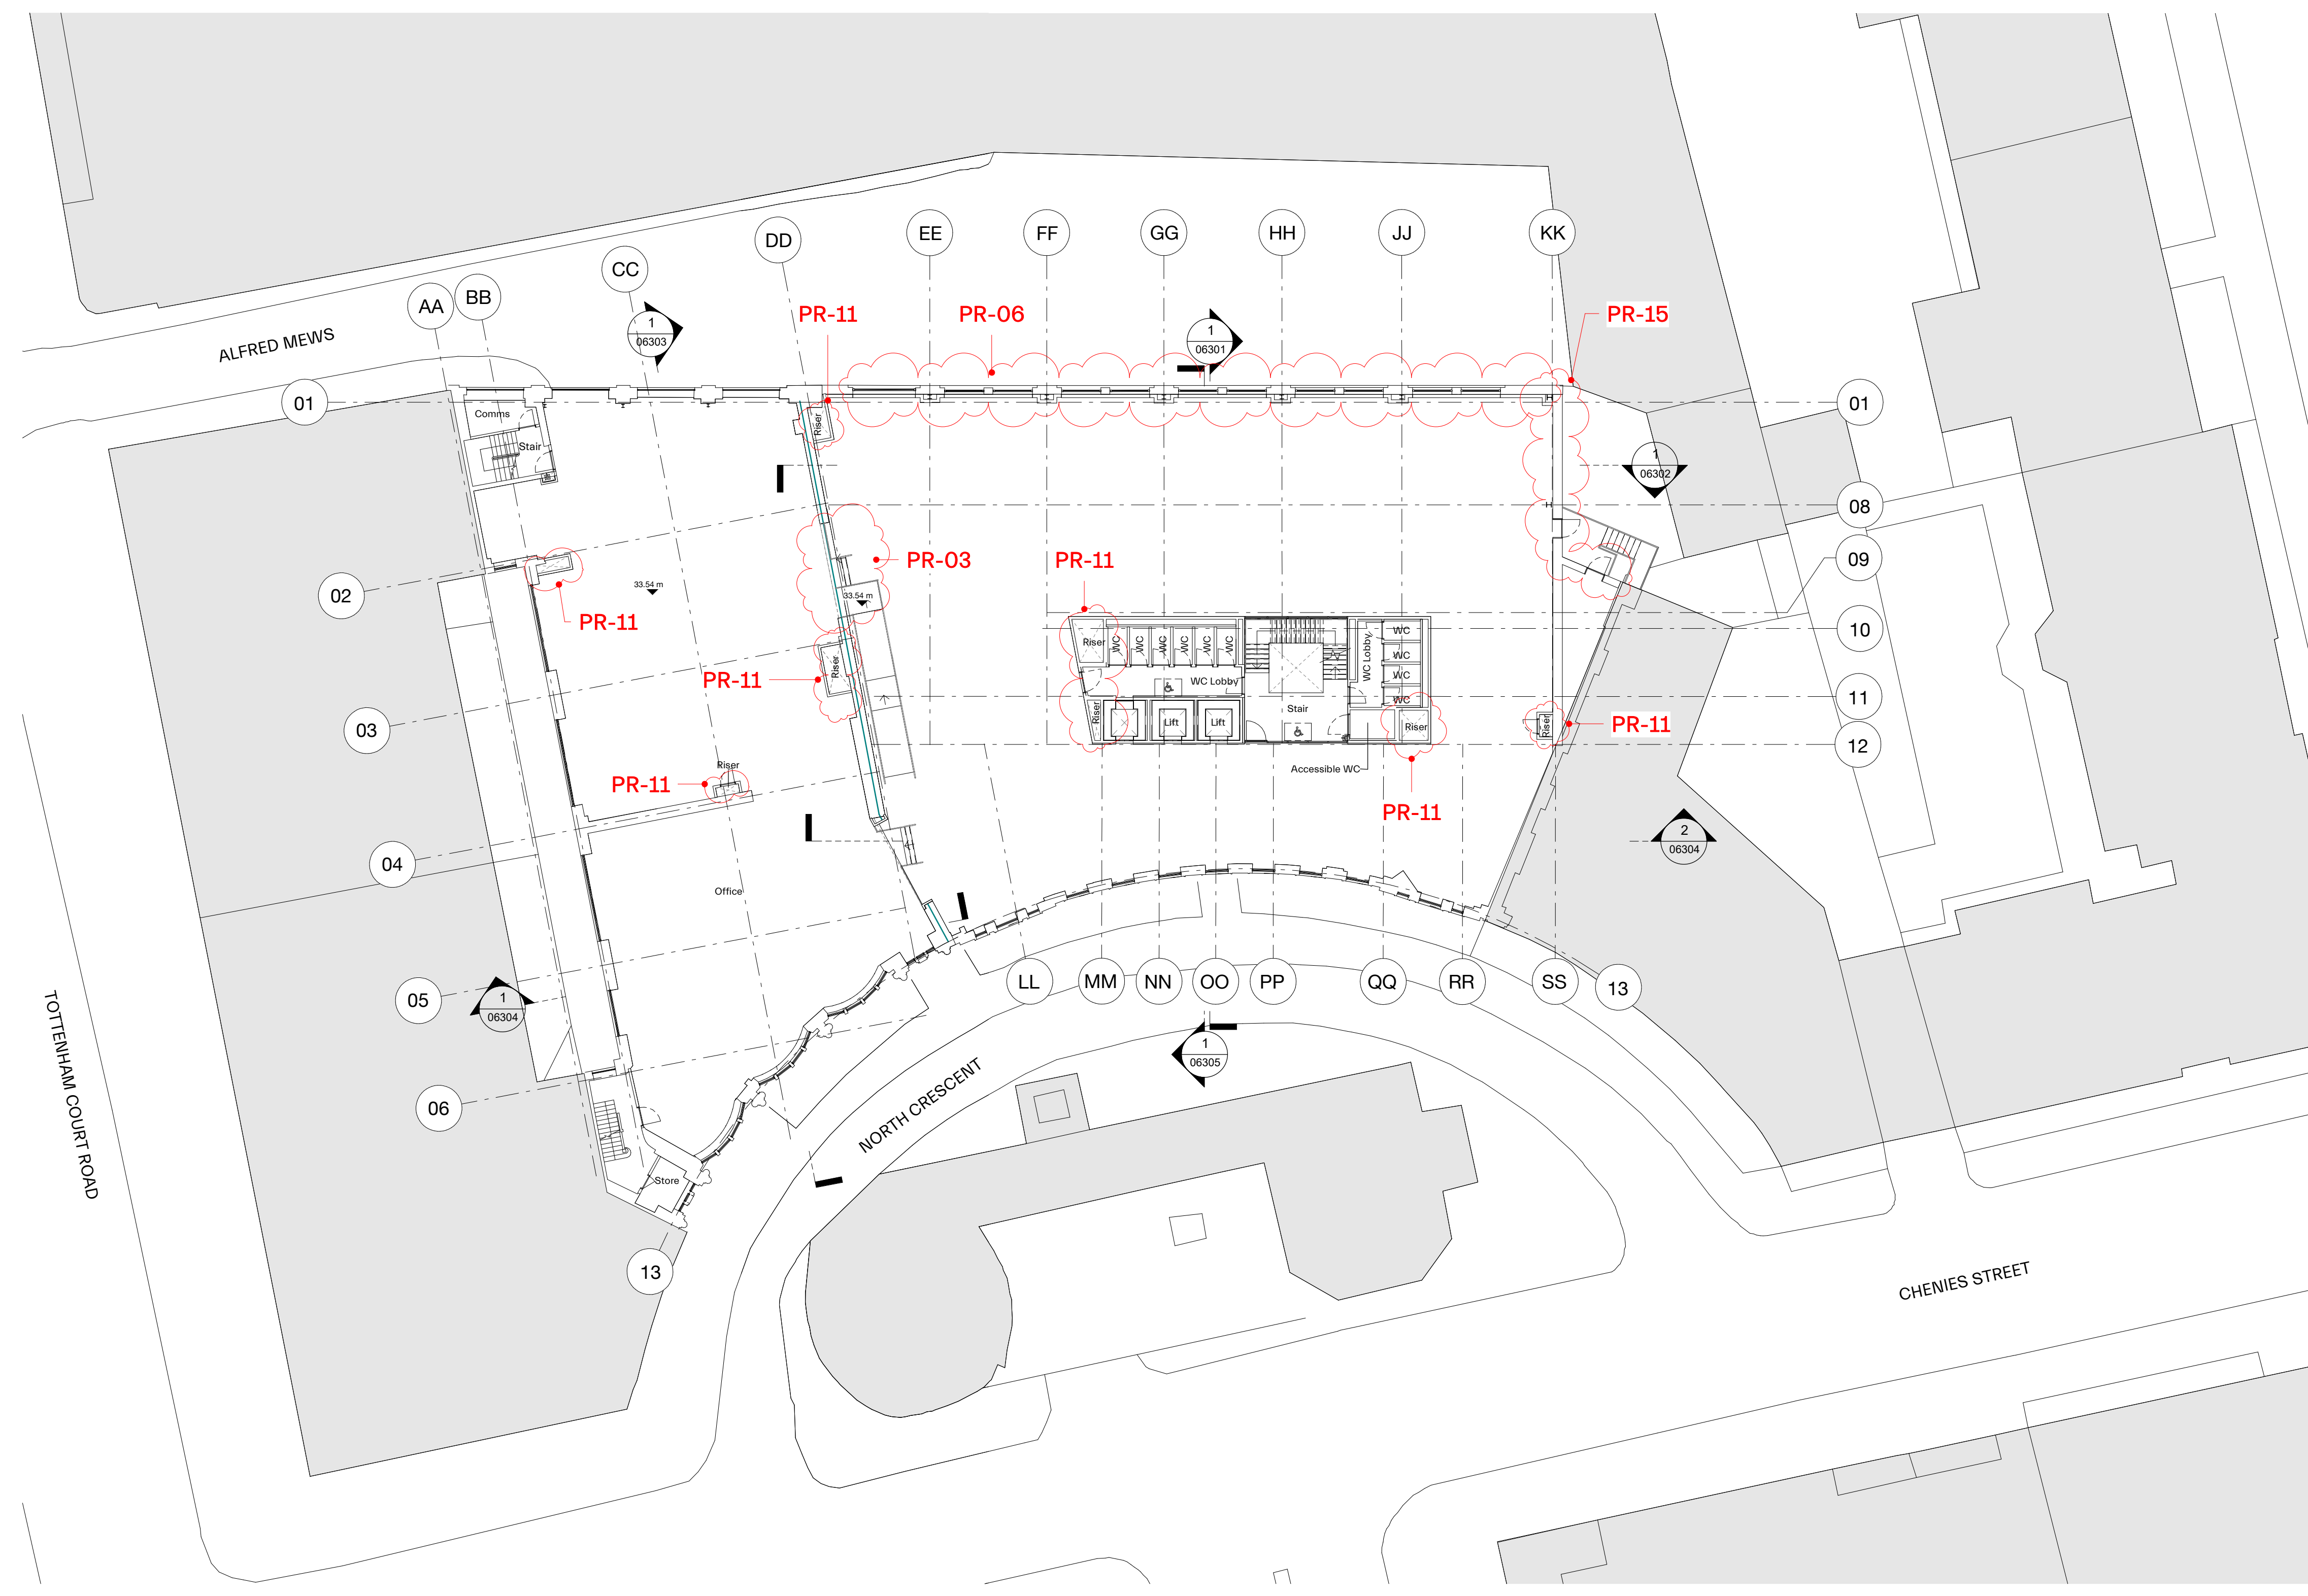 DD
EE
FF
GG
HH
JJ
KK
CC
AA
BB
PR-11
PR-06
PR-15
1
06303
1
06301
ALFRED MEWS
01
01
Comms
Riser
Stair
1
06302
08
PR-03
PR-11
09
02
33.54 m
33.54 m
PR-11
10
Riser
WC
WC
WC
WC
WC
WC
WC Lobby
WC
WC
WC
WC
Riser
PR-11
WC Lobby
11
Riser
Lift
Lift
Stair
Riser
Riser
PR-11
03
12
Riser
PR-11
Accessible WC
PR-11
04
2
06304
Office
05
1
06304
LL
MM
NN
OO
PP
QQ
RR
SS
13
1
06305
TOTTENHAM COURT ROAD
06
NORTH CRESCENT
Store
13
CHENIES STREET